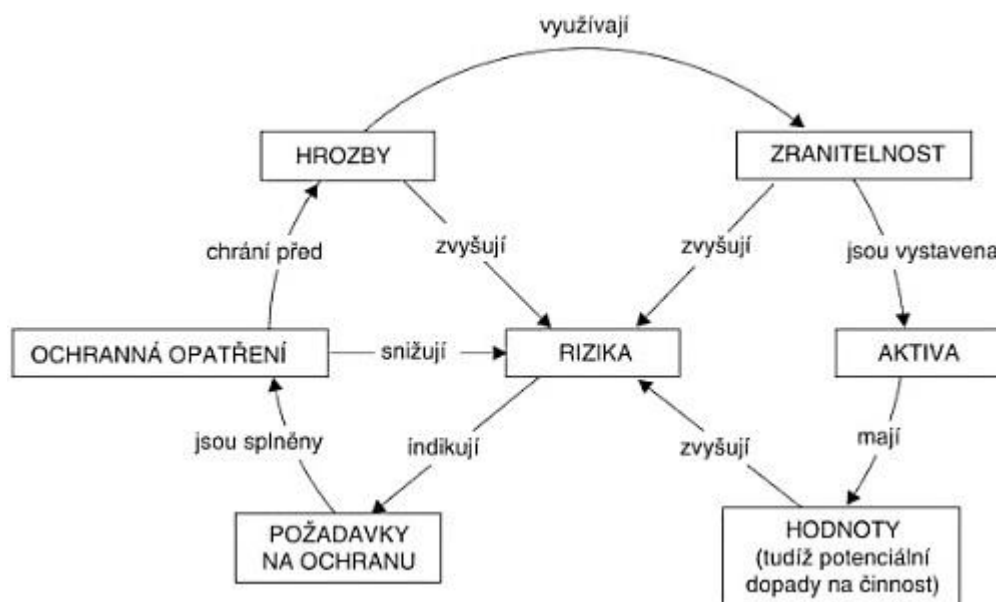 využívají
HROZBY
ZRANITELNOST
chrání před
zvyšují
zvyšují
jsou vystavena
OCHRANNÁ OPATŘENÍ
snižují
RIZIKA
AKTIVA
jsou splněny
indikují
zvyšují
mají
POŽADAVKY
NA OCHRANU
HODNOTY
(tudíž potenciální
dopady na činnost)